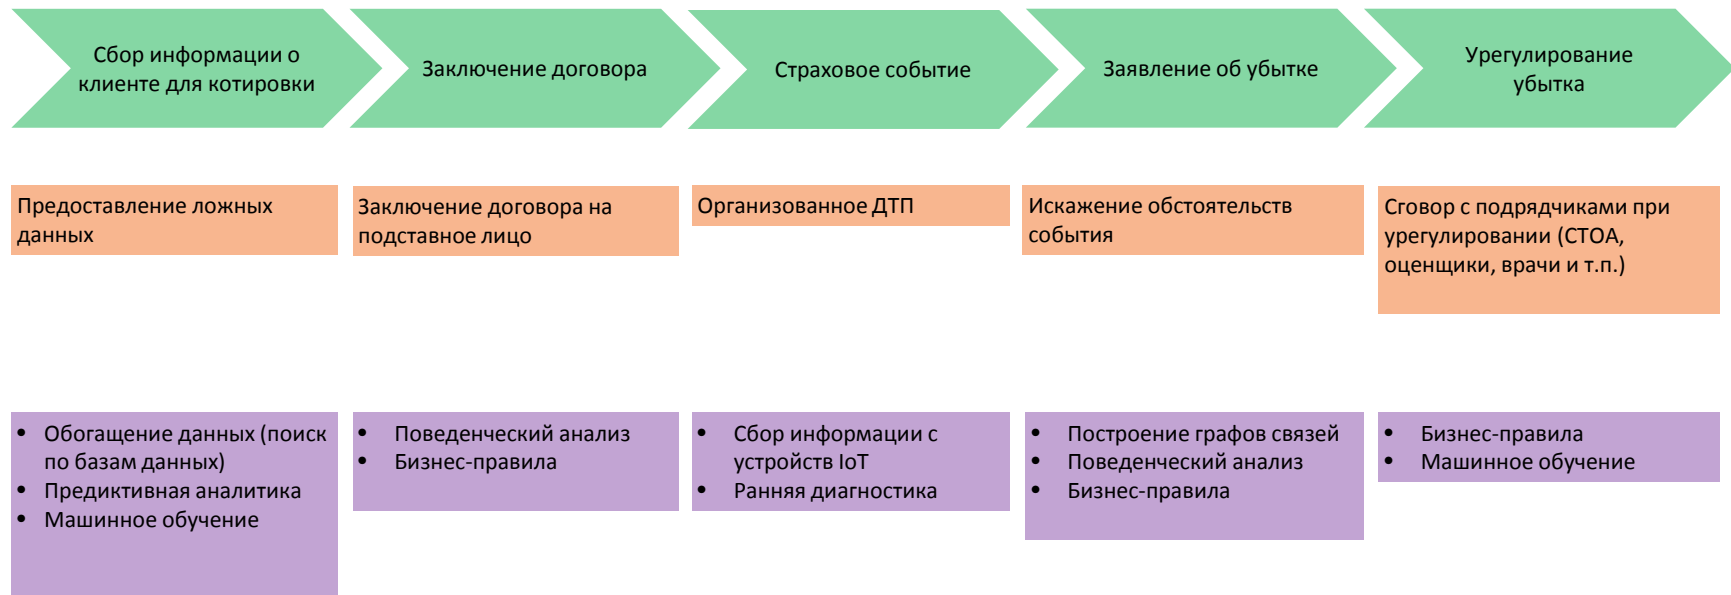 Сбор информации о
клиенте для котировки
Заключение договора
Страховое событие
Заявление об убытке
Урегулирование
убытка
Предоставление ложных
данных
Заключение договора на
подставное лицо
Организованное ДТП
Искажение обстоятельств
события
Сговор с подрядчиками при
урегулировании (СТОА,
оценщики, врачи и т.п.)
• Обогащение данных (поиск
по базам данных)
• Предиктивная аналитика
• Машинное обучение
• Поведенческий анализ
• Бизнес-правила
• Сбор информации с
устройств IoT
• Ранняя диагностика
• Построение графов связей
• Поведенческий анализ
• Бизнес-правила
• Бизнес-правила
• Машинное обучение